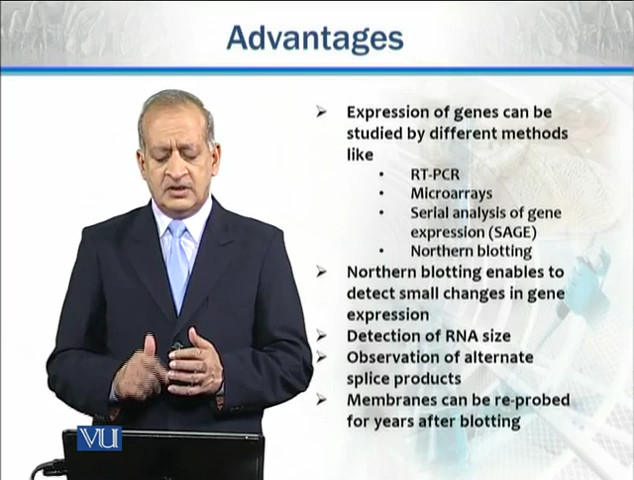 Advantages
Expression of genes can be
studied by different methods
like
RT-PCR
Microarrays
Serial analysis of gene
expression (SAGE)
Northern blotting
Northern blotting enables to
detect small changes in gene
expression
Detection of RNA size
Observation of alternate
splice products
Membranes can be re-probed
for years after blotting
VU